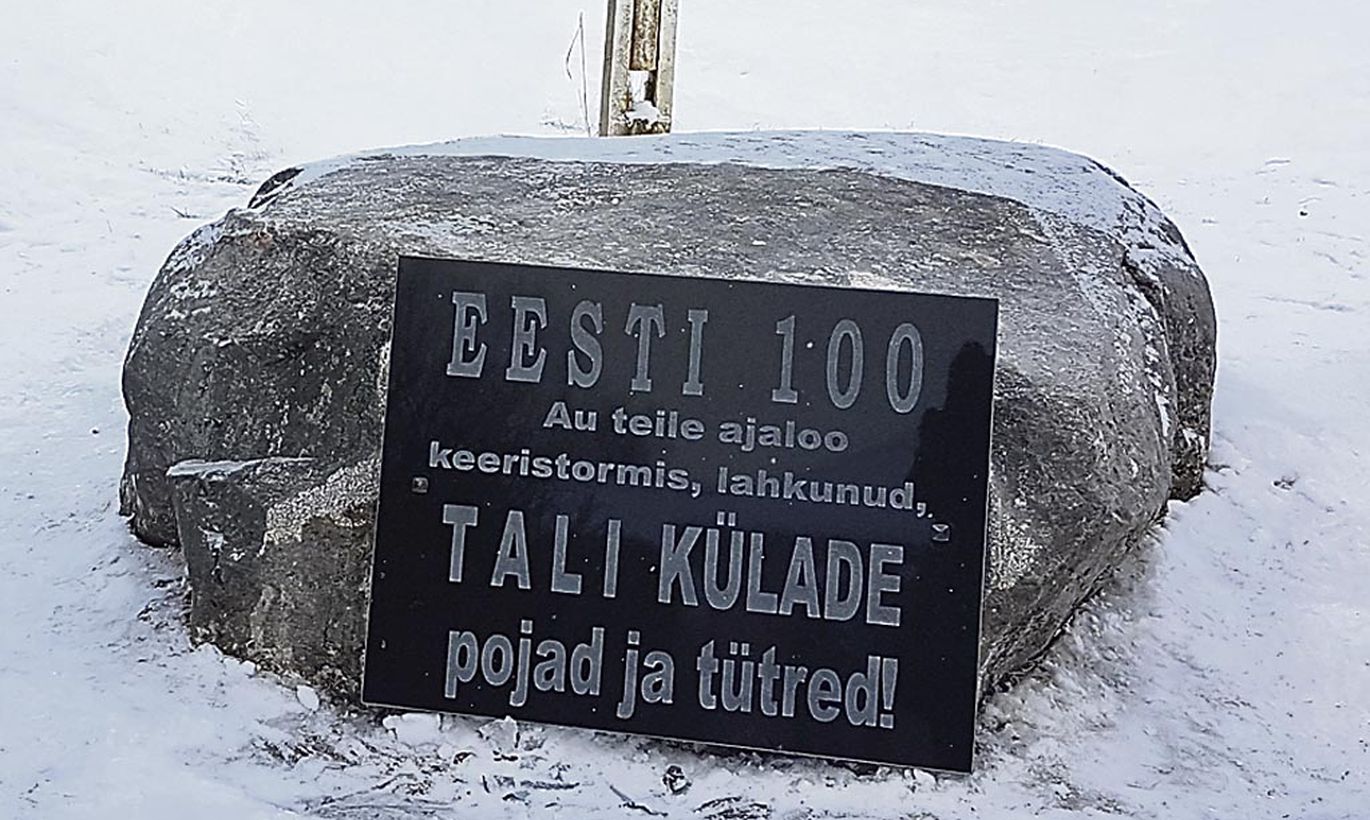 EESTI 100
Au teile ajaloo
keeristormis, lahkunud,
TALI KÜLADE
pojad ja tütred!